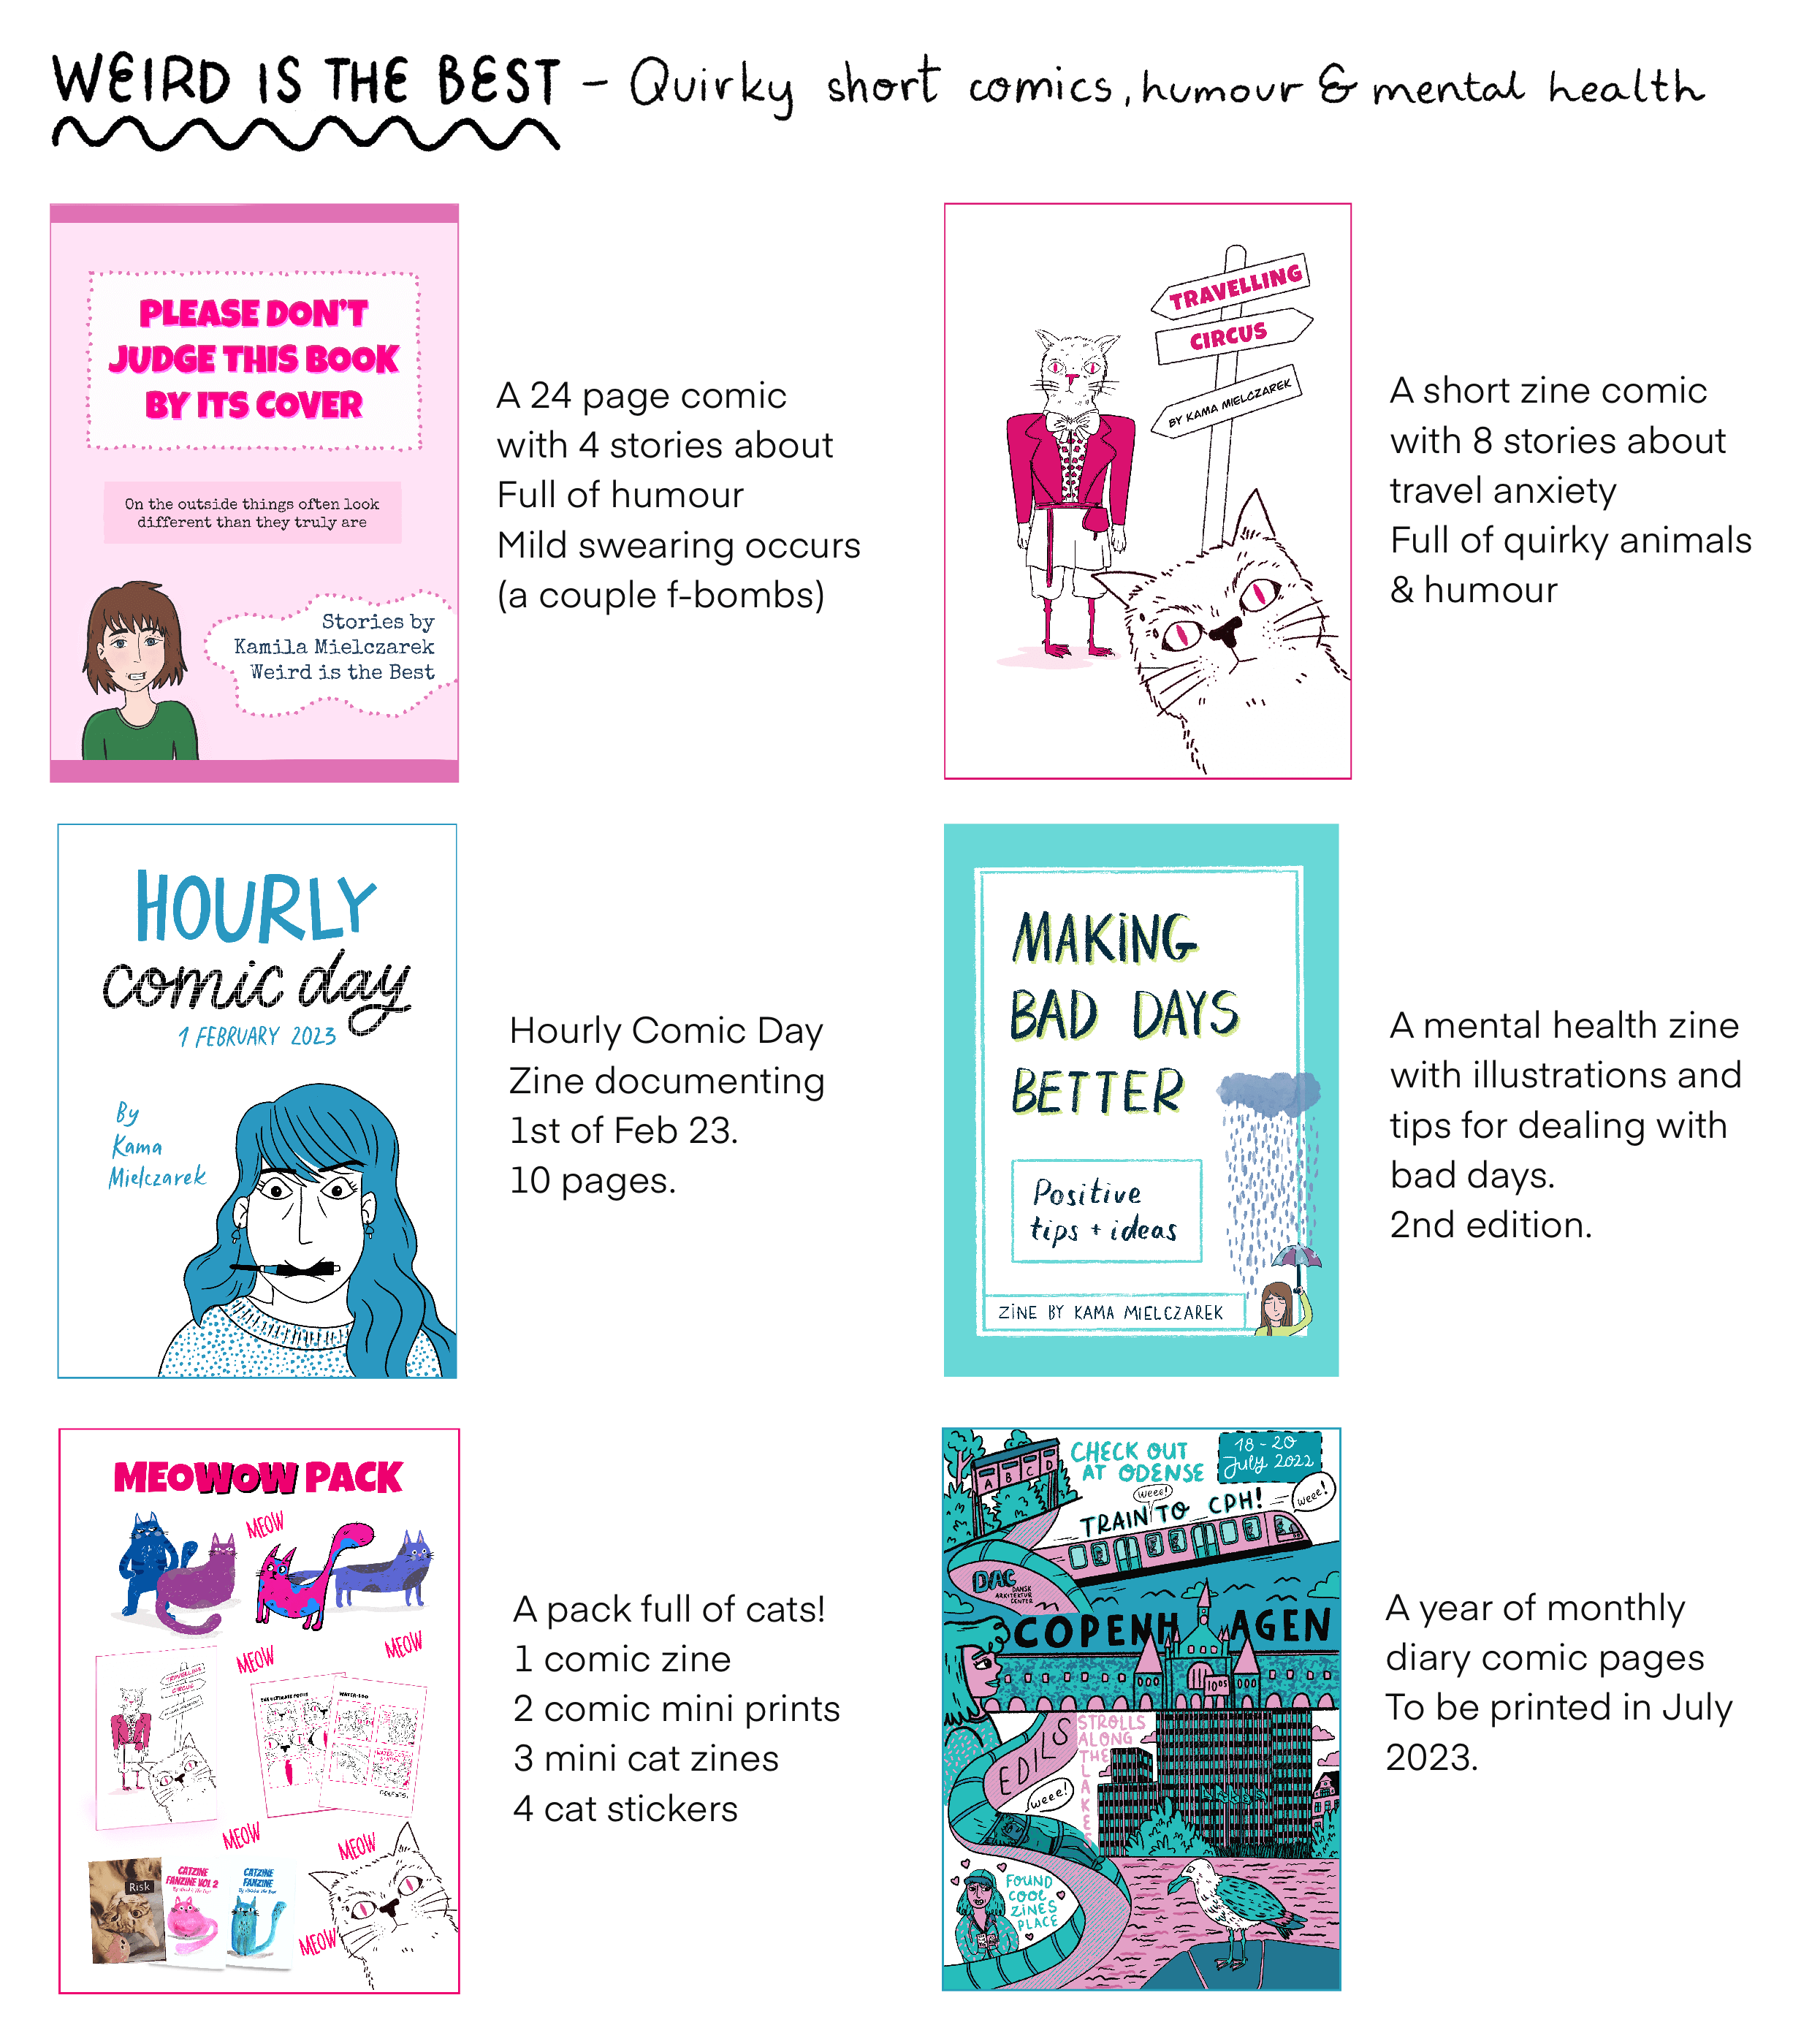 WEIRD IS THE BEST - Quirky short comics, humour & mental health
PLEASE DON'T
JUDGE THIS BOOK
BY ITS COVER
On the outside things often look
different than they truly are
Stories by
Kamila Mielczarek
Weird is the Best
A 24 page comic
with 4 stories about
Full of humour
Mild swearing occurs
(a couple f-bombs)
TRAVELLING
CIRCUS
BY KAMA MIELCZAREK
A short zine comic
with 8 stories about
travel anxiety
Full of quirky animals
& humour
HOURLY
comic day
1 FEBRUARY 2023
By
Kama
Mielczarek
Hourly Comic Day
Zine documenting
1st of Feb 23.
10 pages.
MAKING
BAD DAYS
BETTER
Positive
tips + ideas
ZINE BY KAMA MIELCZAREK
A mental health zine
with illustrations and
tips for dealing with
bad days.
2nd edition.
MEOWOW PACK
MEOW
MEOW
MEOW
TRAVELLING
CIRCUS
MEOW
MEOW
Risk
CATZINE
FANZINE VOL 2
CATZINE
FANZINE
MEOW
A pack full of cats!
1 comic zine
2 comic mini prints
3 mini cat zines
4 cat stickers
CHECK OUT
AT ODENSE
18-20
July 2022
A B C D
weee!
weee!
TRAIN TO CPH!
DAC
DANSK
ARKITEKTUR
CENTER
COPENHAGEN
STROLLS
ALONG
THE
LAKE
weee!
FOUND
COOL
ZINES
PLACE
A year of monthly
diary comic pages
To be printed in July
2023.